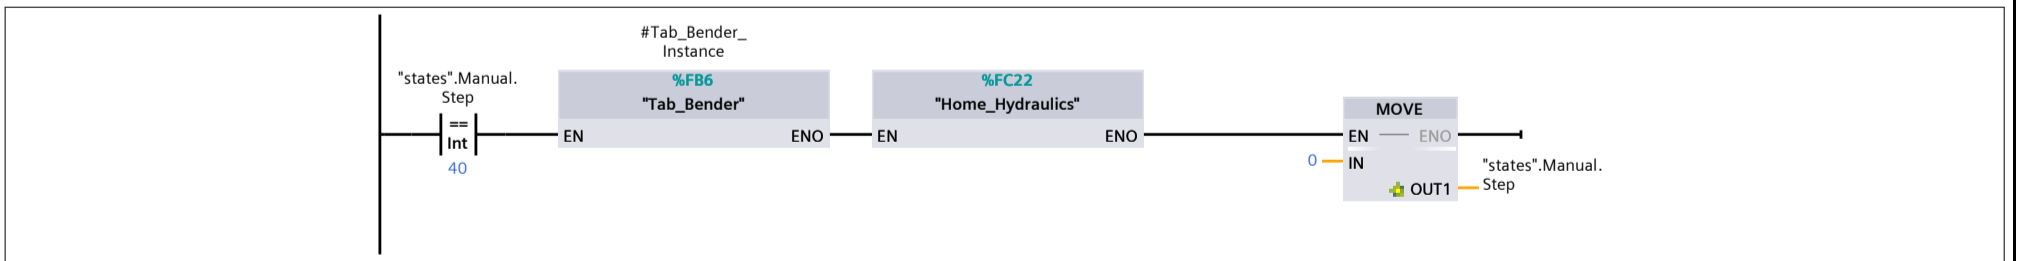 #Tab_Bender_
Instance
"states".Manual.
Step
==
Int
40
%FB6
"Tab_Bender"
EN
ENO
%FC22
"Home_Hydraulics"
EN
ENO
MOVE
EN
ENO
0
IN
OUT1
"states".Manual.
Step